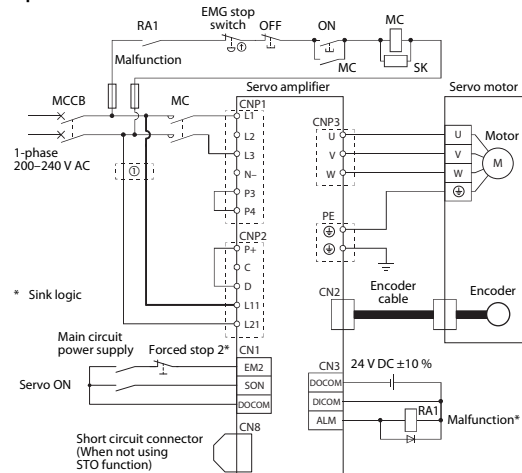 EMG stop
switch
OFF
ON
MC
RA1
Malfunction
MC
SK
Servo amplifier
Servo motor
MCCB
MC
CNP1
L1
L2
L3
N–
P3
P4
1-phase
200–240 V AC
①
①
CNP3
U
V
W
U
V
W
Motor
M
PE
CNP2
P+
C
D
L11
L21
* Sink logic
CN2
Encoder
cable
Encoder
Main circuit
power supply
Forced stop 2*
Servo ON
CN1
EM2
SON
DOCOM
CN3
DOCOM
DICOM
ALM
24 V DC ±10 %
RA1
Malfunction*
CN8
Short circuit connector
(When not using
STO function)